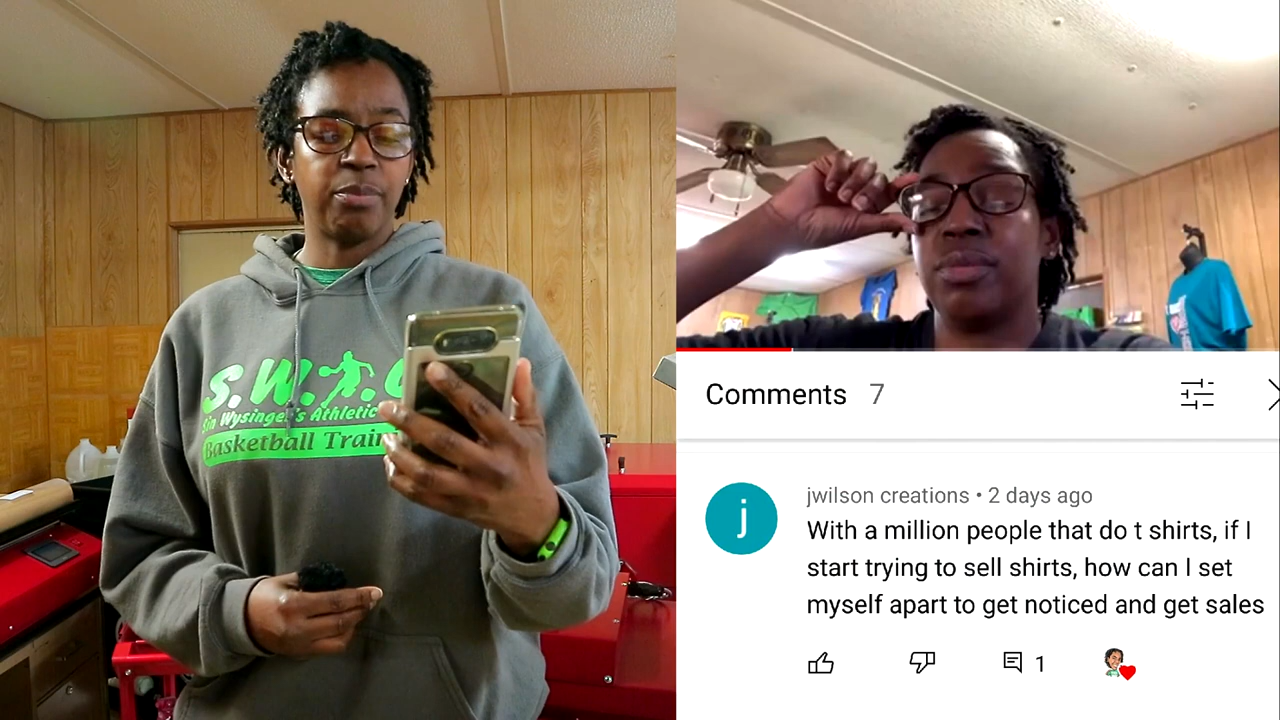 S.W.
Athletic
Basketball Train
Comments 7
j
jwilson creations • 2 days ago
With a million people that do t shirts, if I
start trying to sell shirts, how can I set
myself apart to get noticed and get sales
1